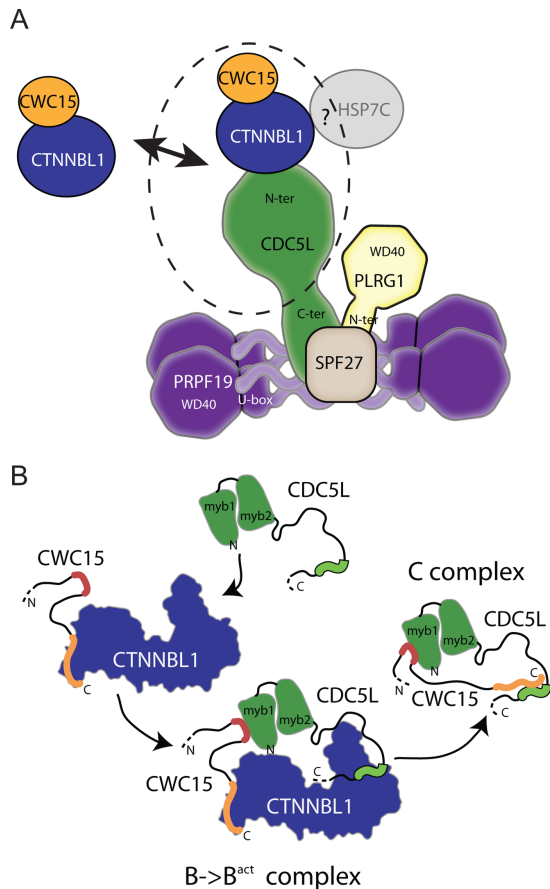 A
CWC15
CTNNBL1
CWC15
CTNNBL1
?
HSP7C
N-ter
CDC5L
WD40
PLRG1
C-ter
N-ter
SPF27
PRPF19
WD40
U-box
B
myb1
myb2
N
CDC5L
C
CWC15
N
CTNNBL1
C
C complex
myb1
myb2
CDC5L
N
N
CWC15
C
C
CDC5L
myb1
myb2
N
N
CWC15
C
CTNNBL1
C
B->Bact complex